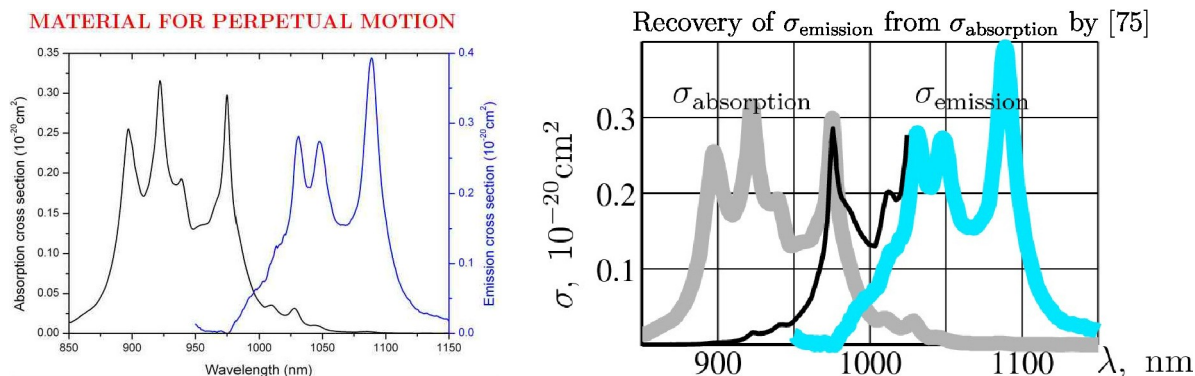 MATERIAL FOR PERPETUAL MOTION
0.35
0.30
0.25
0.20
0.15
0.10
0.05
0.00
Absorption cross section (10⁻²⁰cm²)
850 900 950 1000 1050 1100 1150
Wavelength (nm)
0.4
0.3
0.2
0.1
0.0
Emission cross section (10⁻²⁰cm²)
Recovery of σemission from σabsorption by [75]
σabsorption
σemission
0.3
0.2
0.1
σ, 10⁻²⁰cm²
900 1000 1100 λ, nm